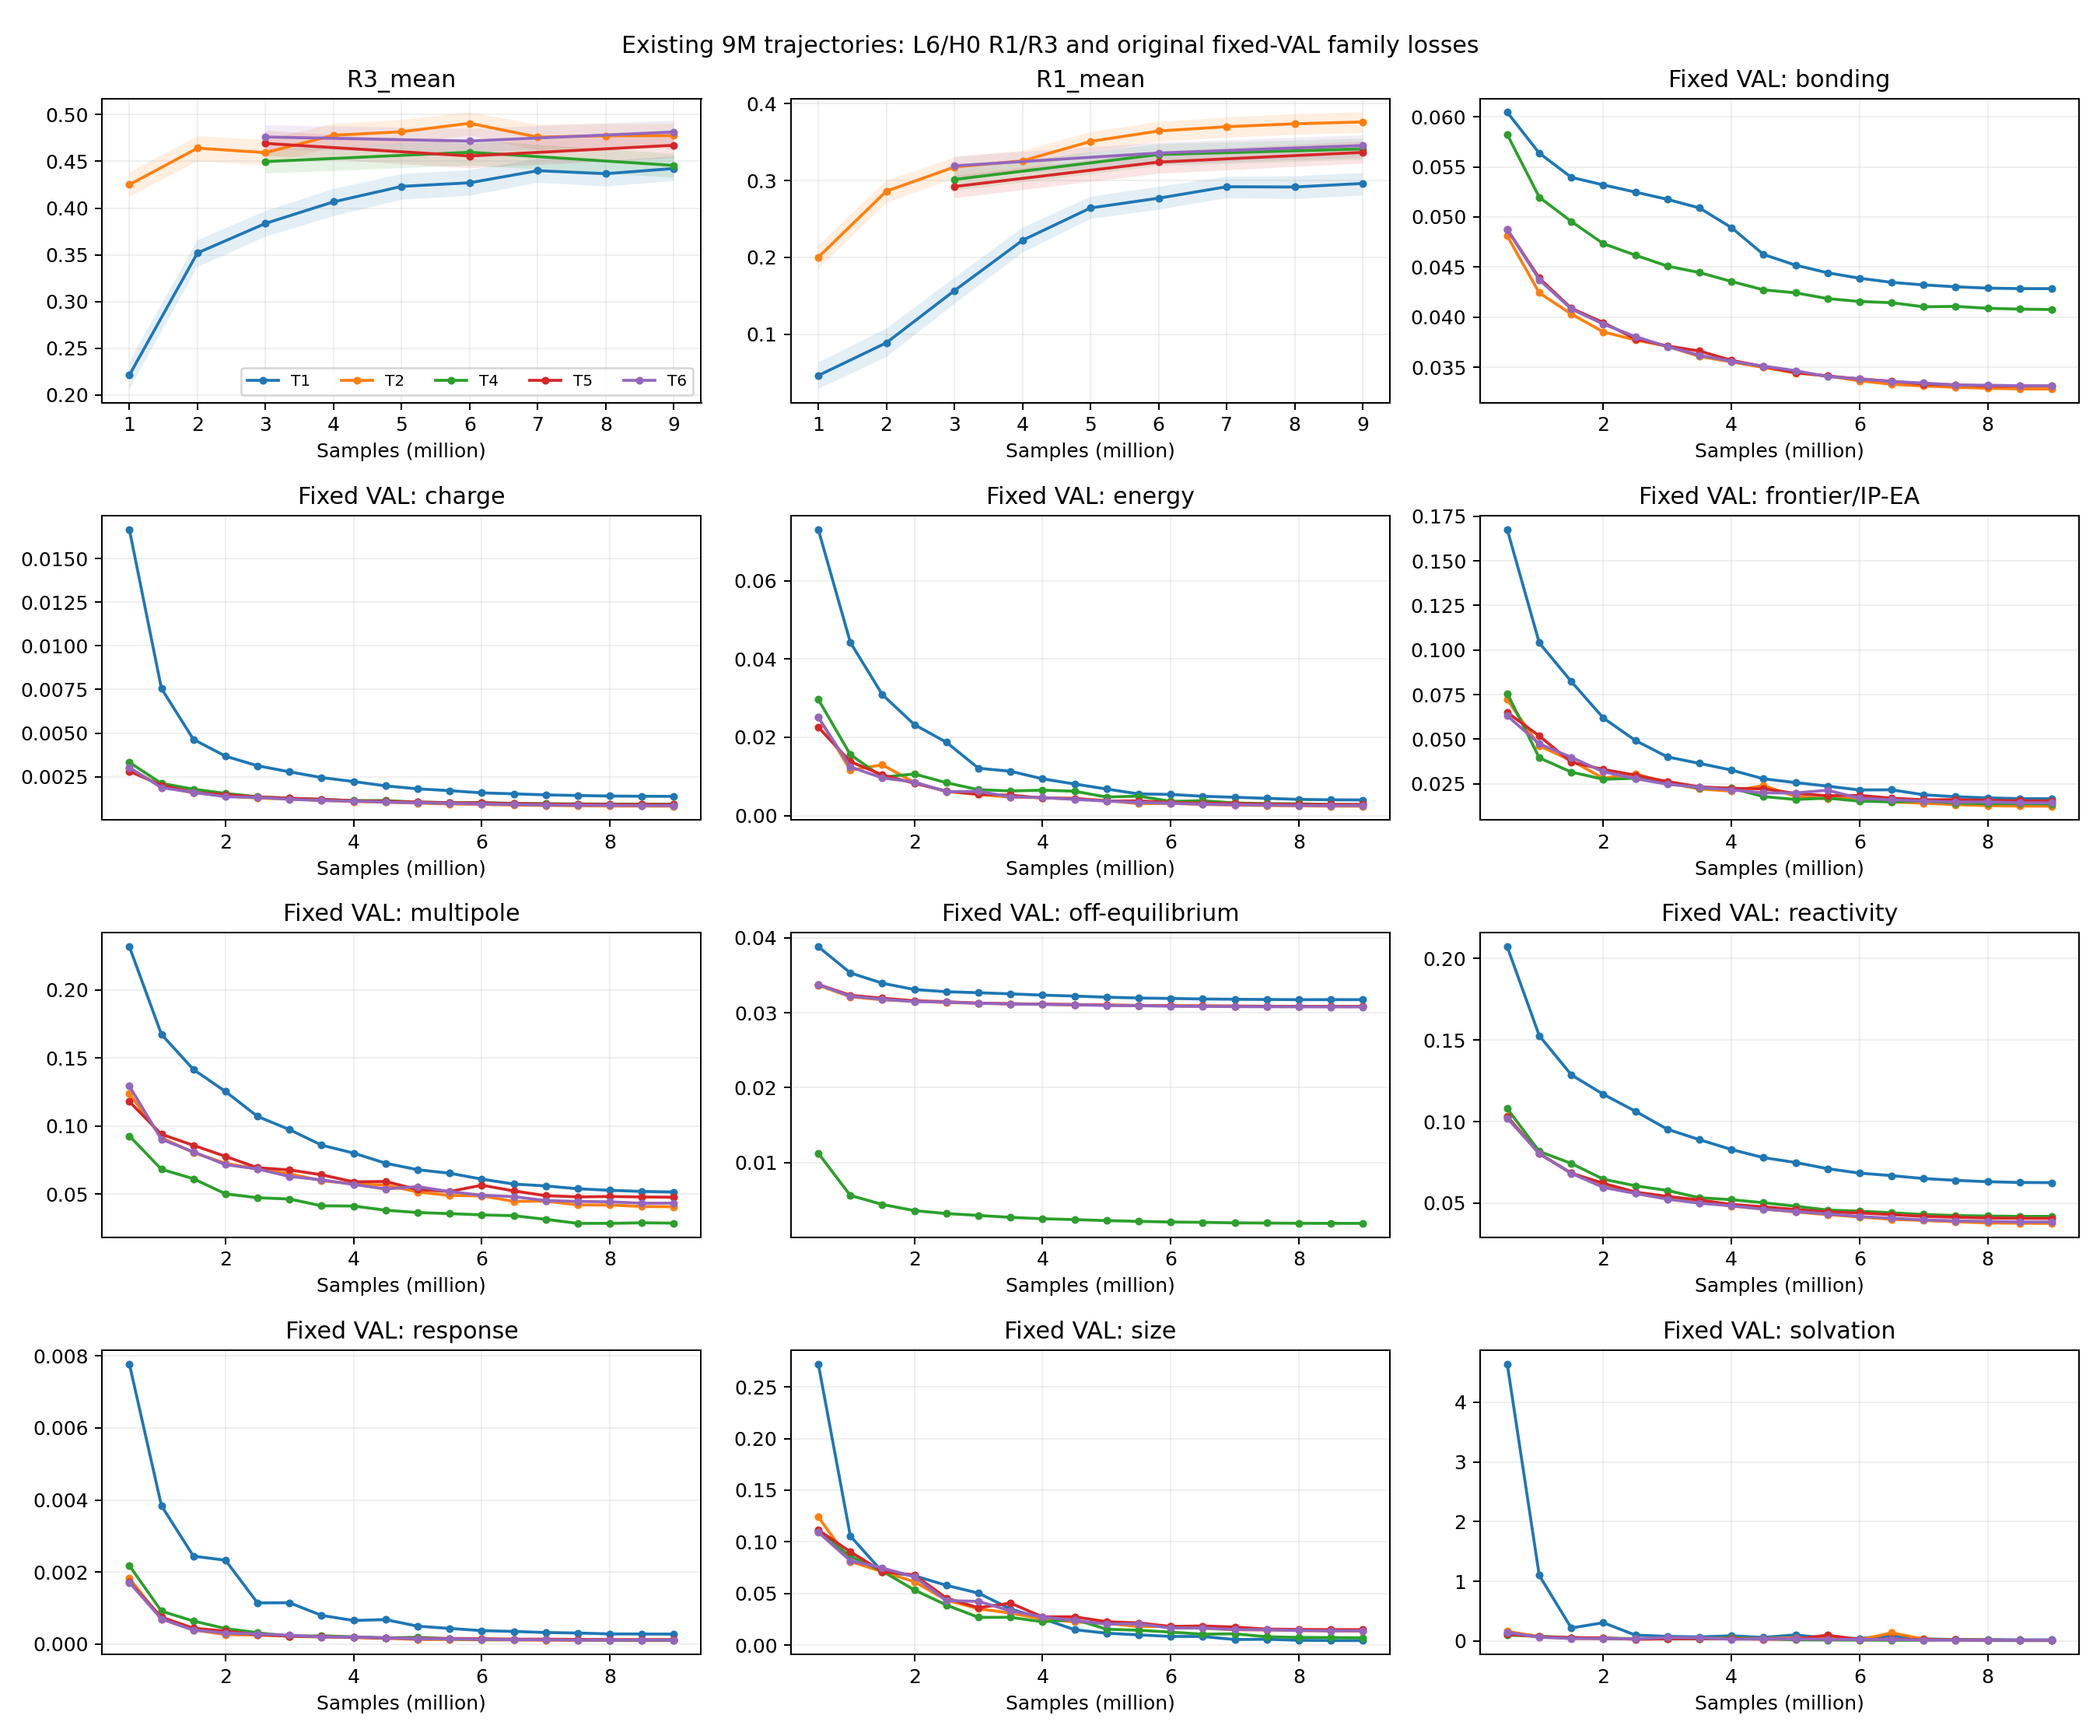 Existing 9M trajectories: L6/H0 R1/R3 and original fixed-VAL family losses
R3_mean
0.50
0.45
0.40
0.35
0.30
0.25
0.20
T1 T2 T4 T5 T6
1 2 3 4 5 6 7 8 9
Samples (million)
R1_mean
0.4
0.3
0.2
0.1
1 2 3 4 5 6 7 8 9
Samples (million)
Fixed VAL: bonding
0.060
0.055
0.050
0.045
0.040
0.035
2 4 6 8
Samples (million)
Fixed VAL: charge
0.0150
0.0125
0.0100
0.0075
0.0050
0.0025
2 4 6 8
Samples (million)
Fixed VAL: energy
0.06
0.04
0.02
0.00
2 4 6 8
Samples (million)
Fixed VAL: frontier/IP-EA
0.175
0.150
0.125
0.100
0.075
0.050
0.025
2 4 6 8
Samples (million)
Fixed VAL: multipole
0.20
0.15
0.10
0.05
2 4 6 8
Samples (million)
Fixed VAL: off-equilibrium
0.04
0.03
0.02
0.01
2 4 6 8
Samples (million)
Fixed VAL: reactivity
0.20
0.15
0.10
0.05
2 4 6 8
Samples (million)
Fixed VAL: response
0.008
0.006
0.004
0.002
0.000
2 4 6 8
Samples (million)
Fixed VAL: size
0.25
0.20
0.15
0.10
0.05
0.00
2 4 6 8
Samples (million)
Fixed VAL: solvation
4
3
2
1
0
2 4 6 8
Samples (million)